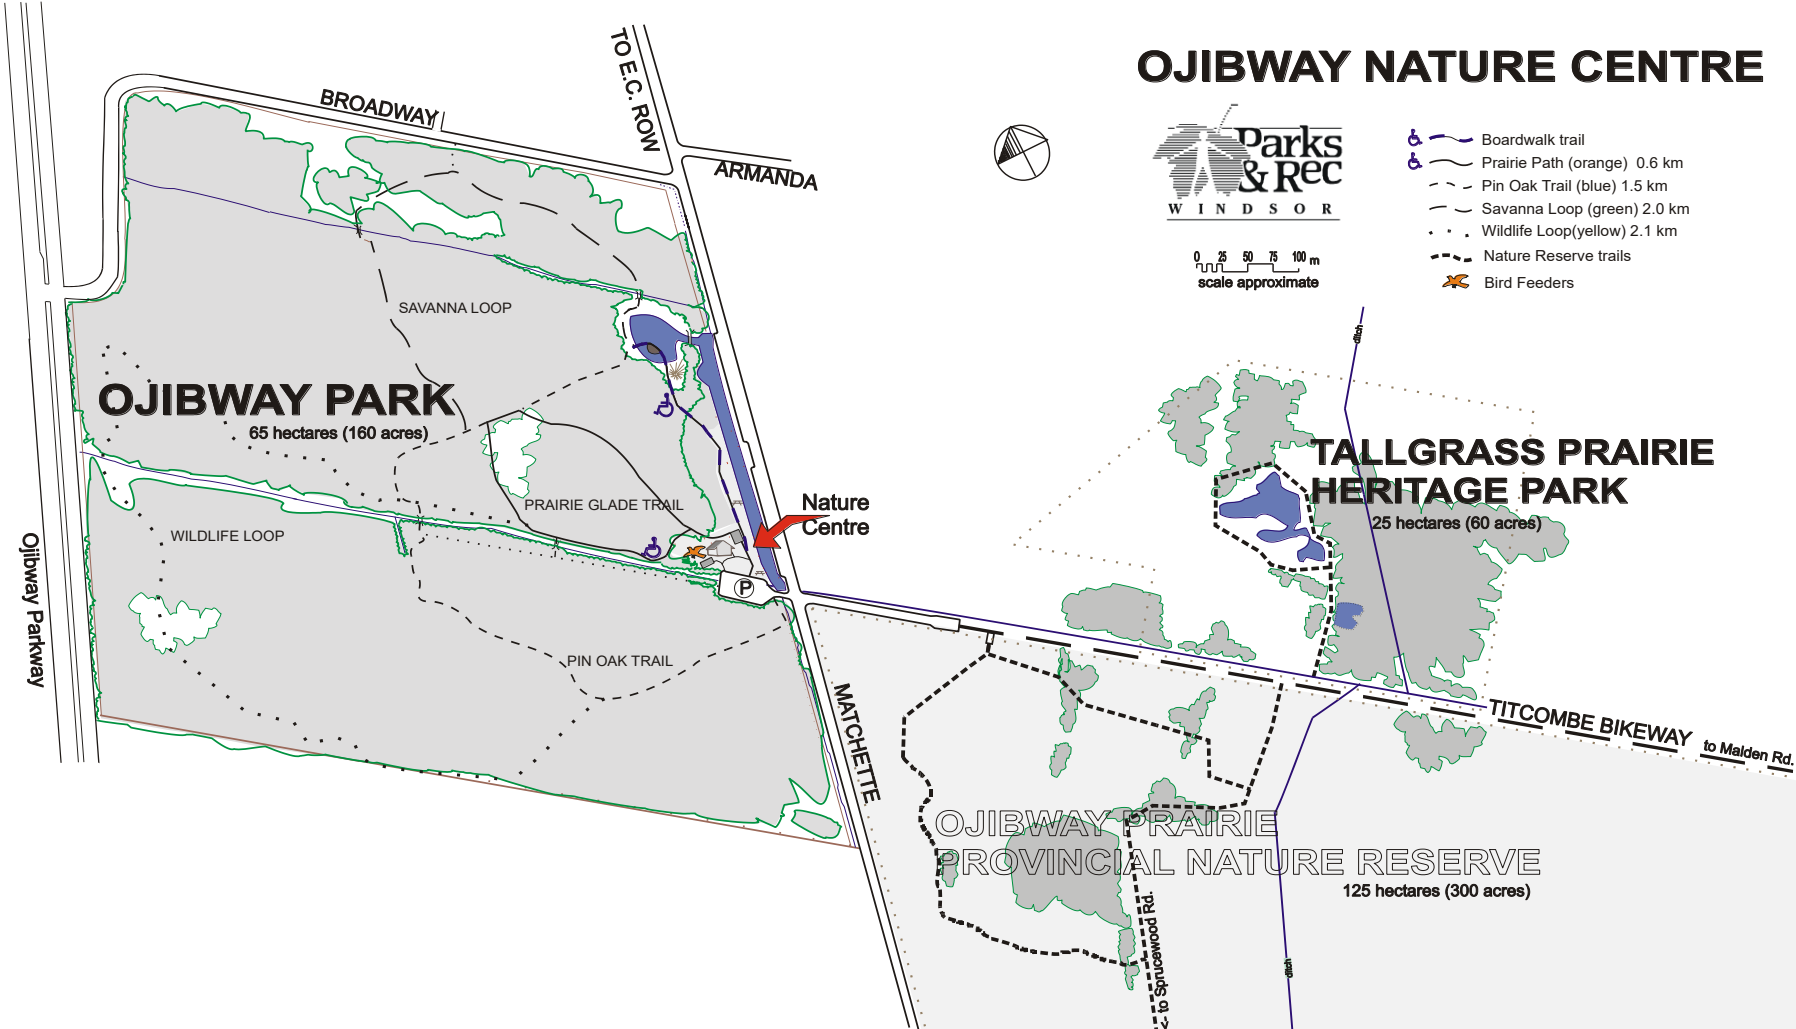 OJIBWAY NATURE CENTRE
Parks
& Rec
WINDSOR
0 25 50 75 100 m
scale approximate
Boardwalk trail
Prairie Path (orange) 0.6 km
Pin Oak Trail (blue) 1.5 km
Savanna Loop (green) 2.0 km
Wildlife Loop(yellow) 2.1 km
Nature Reserve trails
Bird Feeders
BROADWAY
TO E.C. ROW
ARMANDA
SAVANNA LOOP
OJIBWAY PARK
65 hectares (160 acres)
PRAIRIE GLADE TRAIL
WILDLIFE LOOP
Nature
Centre
P
PIN OAK TRAIL
Ojibway Parkway
MATCHETTE
ditch
TALLGRASS PRAIRIE
HERITAGE PARK
25 hectares (60 acres)
TITCOMBE BIKEWAY
to Malden Rd.
OJIBWAY PRAIRIE
PROVINCIAL NATURE RESERVE
125 hectares (300 acres)
<- to Sprucewood Rd.
ditch